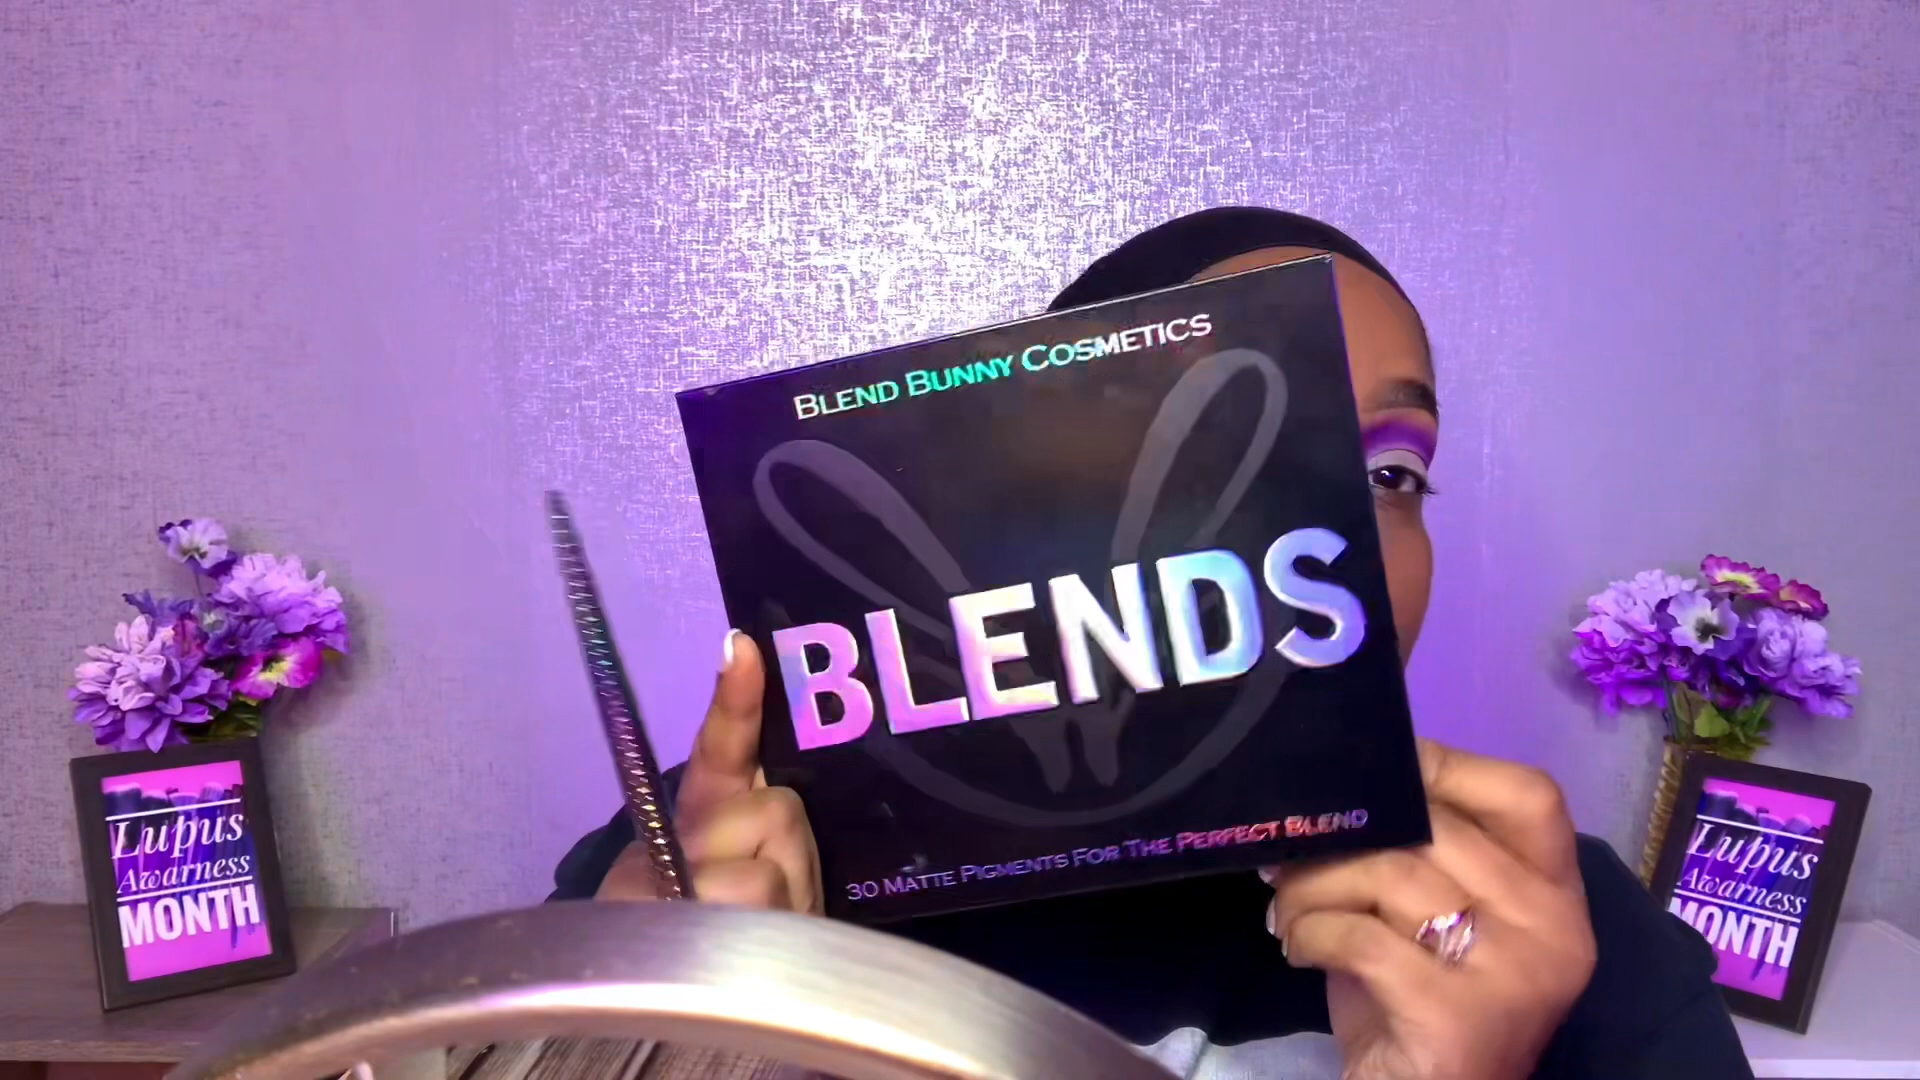 BLEND BUNNY COSMETICS
BLENDS
30 MATTE PIGMENTS FOR THE PERFECT BLEND
Lupus
Awarness
MONTH
Lupus
Awarness
MONTH